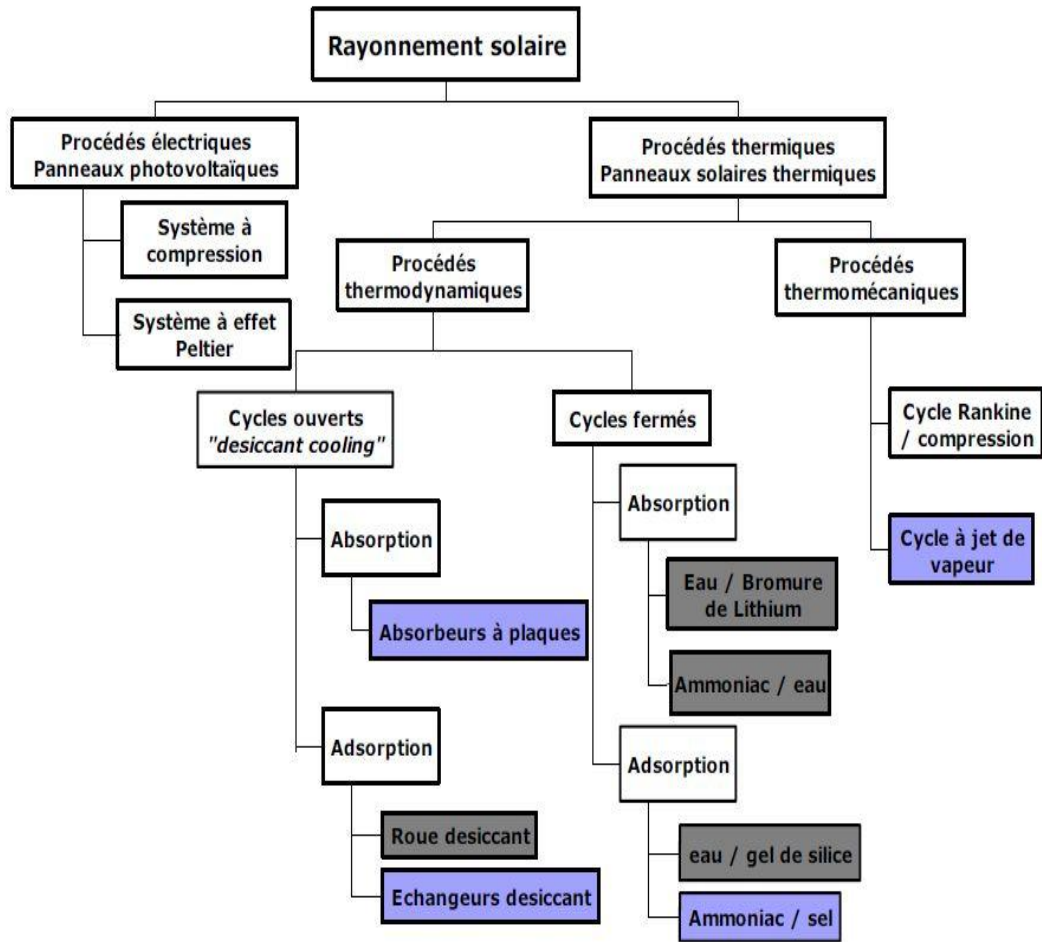 Rayonnement solaire
Procédés électriques
Panneaux photovoltaïques
Procédés thermiques
Panneaux solaires thermiques
Système à
compression
Système à effet
Peltier
Procédés
thermodynamiques
Procédés
thermomécaniques
Cycles ouverts
"desiccant cooling"
Cycles fermés
Cycle Rankine
/ compression
Cycle à jet de
vapeur
Absorption
Absorbeurs à plaques
Adsorption
Roue desiccant
Echangeurs desiccant
Absorption
Eau / Bromure
de Lithium
Ammoniac / eau
Adsorption
eau / gel de silice
Ammoniac / sel